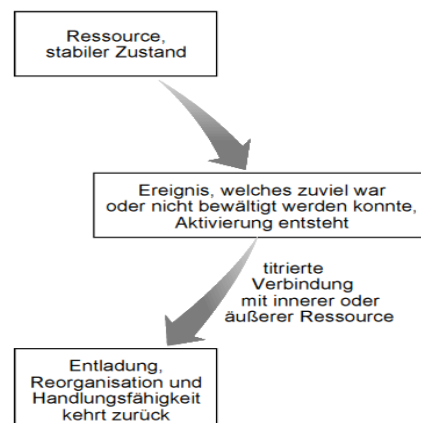 Ressource,
stabiler Zustand
Ereignis, welches zuviel war
oder nicht bewältigt werden konnte,
Aktivierung entsteht
titrierte
Verbindung
mit innerer oder
äußerer Ressource
Entladung,
Reorganisation und
Handlungsfähigkeit
kehrt zurück